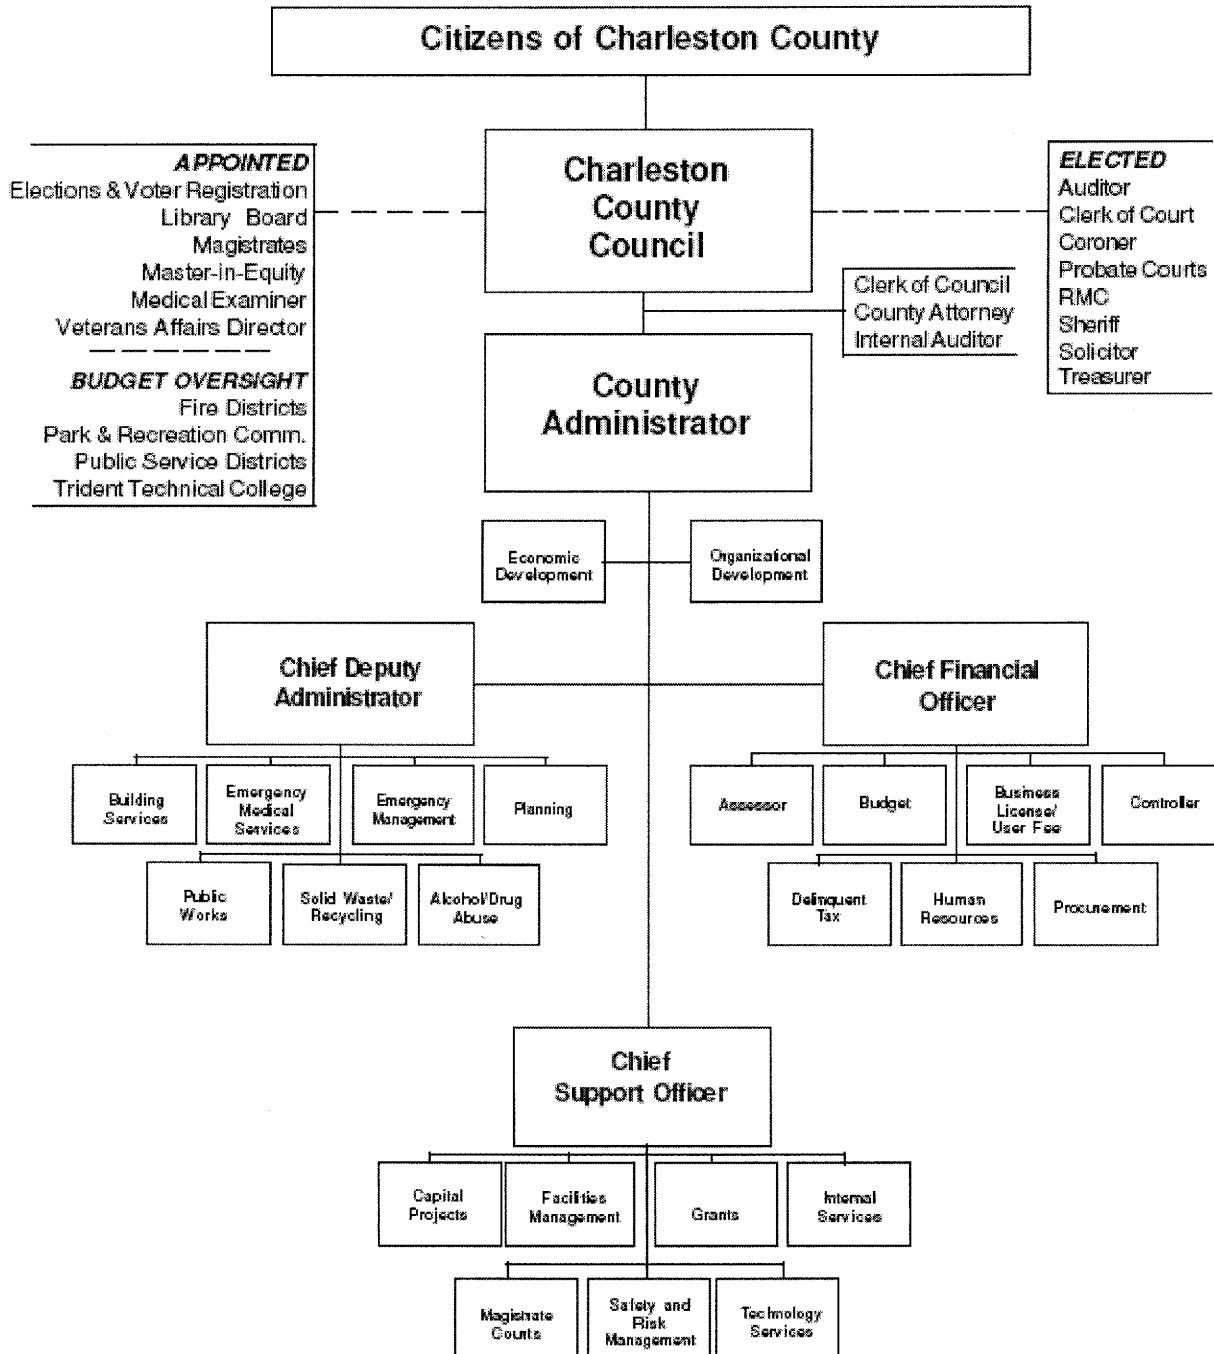 Citizens of Charleston County
Charleston
County
Council
APPOINTED
Elections & Voter Registration
Library Board
Magistrates
Master-in-Equity
Medical Examiner
Veterans Affairs Director
BUDGET OVERSIGHT
Fire Districts
Park & Recreation Comm.
Public Service Districts
Trident Technical College
ELECTED
Auditor
Clerk of Court
Coroner
Probate Courts
RMC
Sheriff
Solicitor
Treasurer
Clerk of Council
County Attorney
Internal Auditor
County
Administrator
Economic
Development
Organizational
Development
Chief Deputy
Administrator
Chief Financial
Officer
Building
Services
Emergency
Medical
Services
Emergency
Management
Planning
Public
Works
Solid Waste/
Recycling
Alcohol/Drug
Abuse
Assessor
Budget
Business
License/
User Fee
Controller
Delinquent
Tax
Human
Resources
Procurement
Chief
Support Officer
Capital
Projects
Facilities
Management
Grants
Internal
Services
Magistrate
Courts
Safety and
Risk
Management
Technology
Services